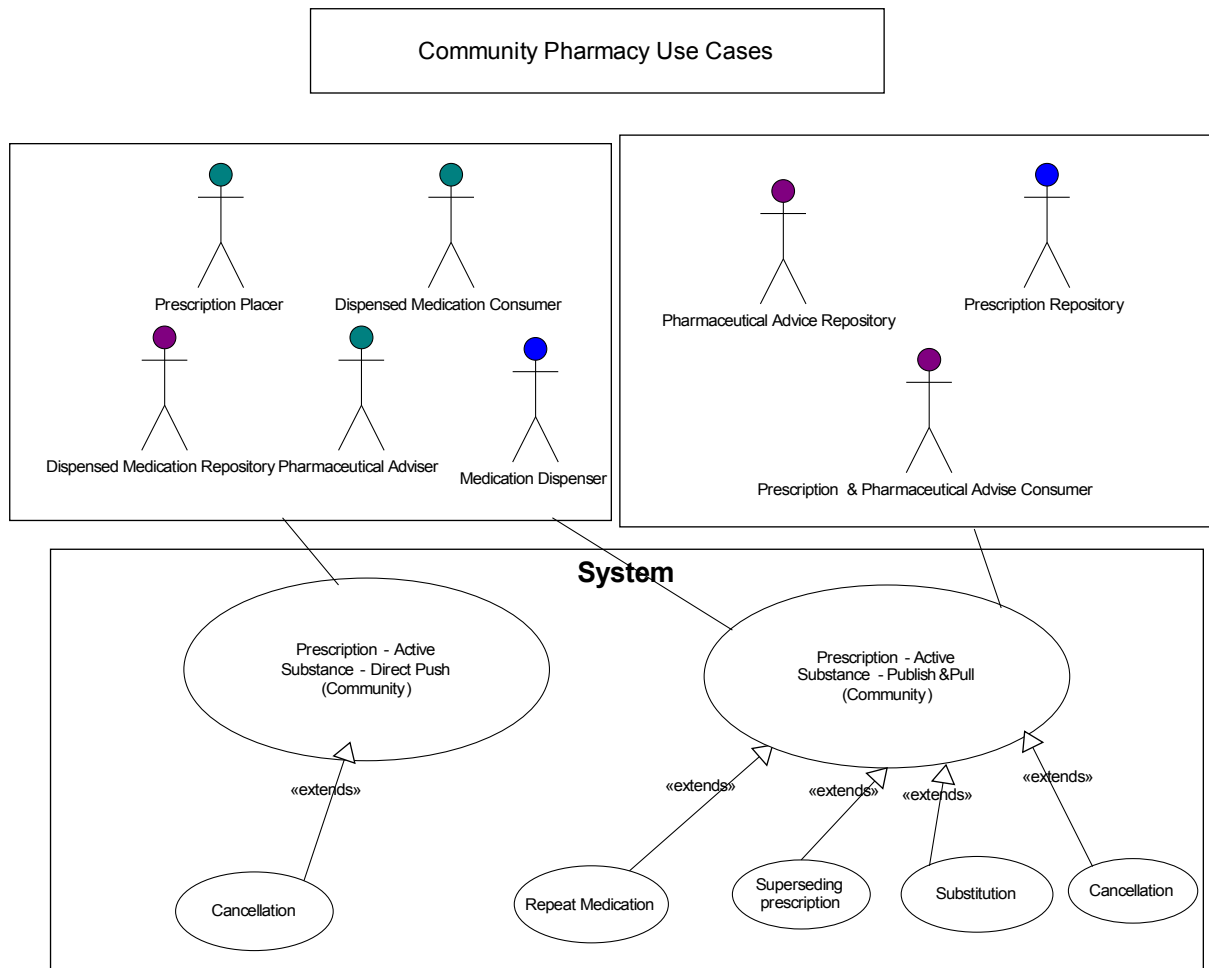 Community Pharmacy Use Cases
Prescription Placer
Dispensed Medication Consumer
Dispensed Medication Repository
Pharmaceutical Adviser
Medication Dispenser
Pharmaceutical Advice Repository
Prescription Repository
Prescription & Pharmaceutical Advise Consumer
System
Prescription - Active
Substance - Direct Push
(Community)
Prescription - Active
Substance - Publish &Pull
(Community)
«extends»
«extends»
«extends»
«extends»
«extends»
Cancellation
Repeat Medication
Superseding
prescription
Substitution
Cancellation